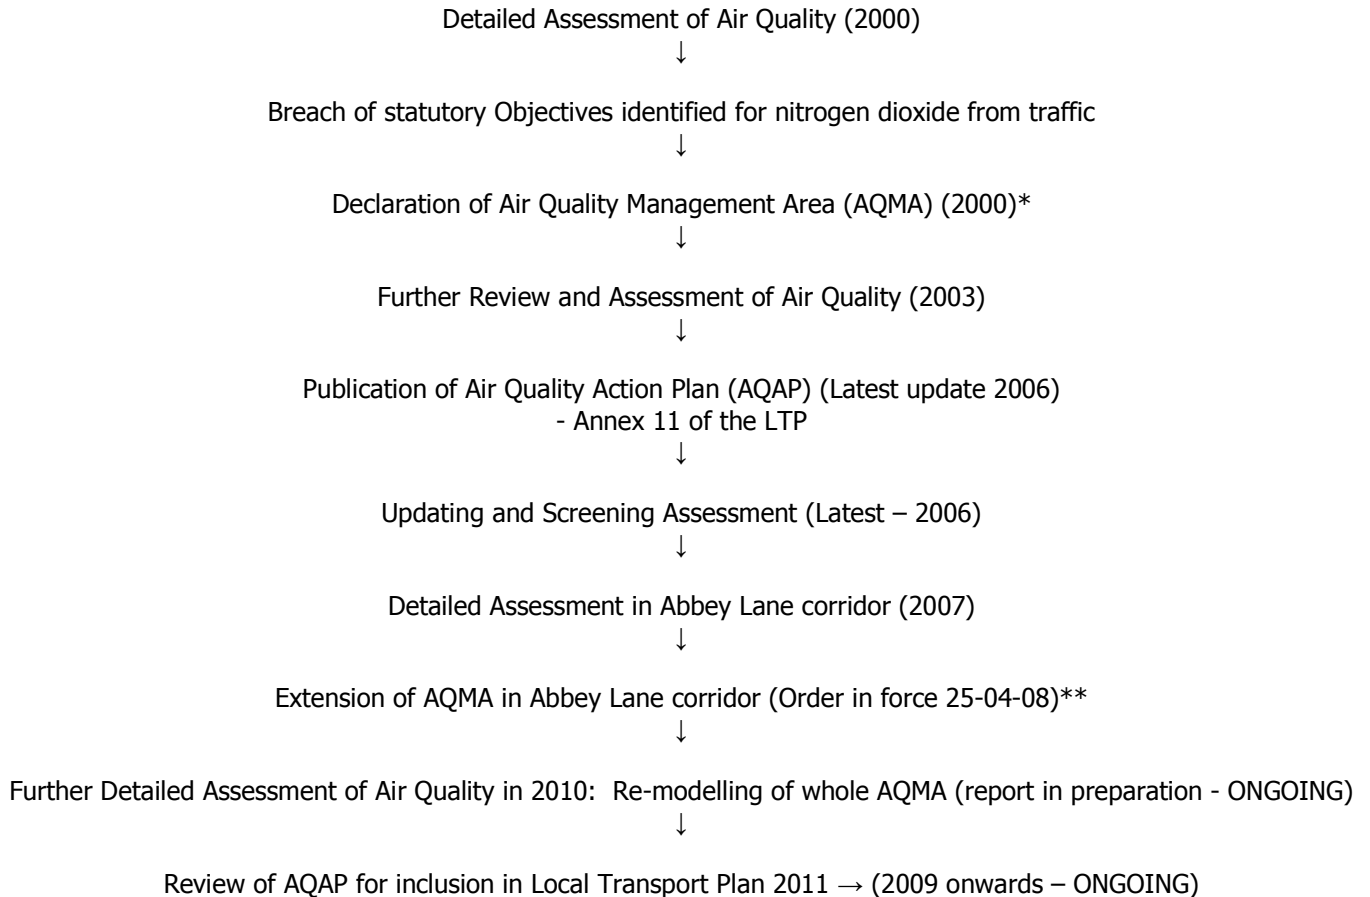 Detailed Assessment of Air Quality (2000)
↓
Breach of statutory Objectives identified for nitrogen dioxide from traffic
↓
Declaration of Air Quality Management Area (AQMA) (2000)*
↓
Further Review and Assessment of Air Quality (2003)
↓
Publication of Air Quality Action Plan (AQAP) (Latest update 2006)
- Annex 11 of the LTP
↓
Updating and Screening Assessment (Latest – 2006)
↓
Detailed Assessment in Abbey Lane corridor (2007)
↓
Extension of AQMA in Abbey Lane corridor (Order in force 25-04-08)**
↓
Further Detailed Assessment of Air Quality in 2010:  Re-modelling of whole AQMA (report in preparation - ONGOING)
↓
Review of AQAP for inclusion in Local Transport Plan 2011 → (2009 onwards – ONGOING)